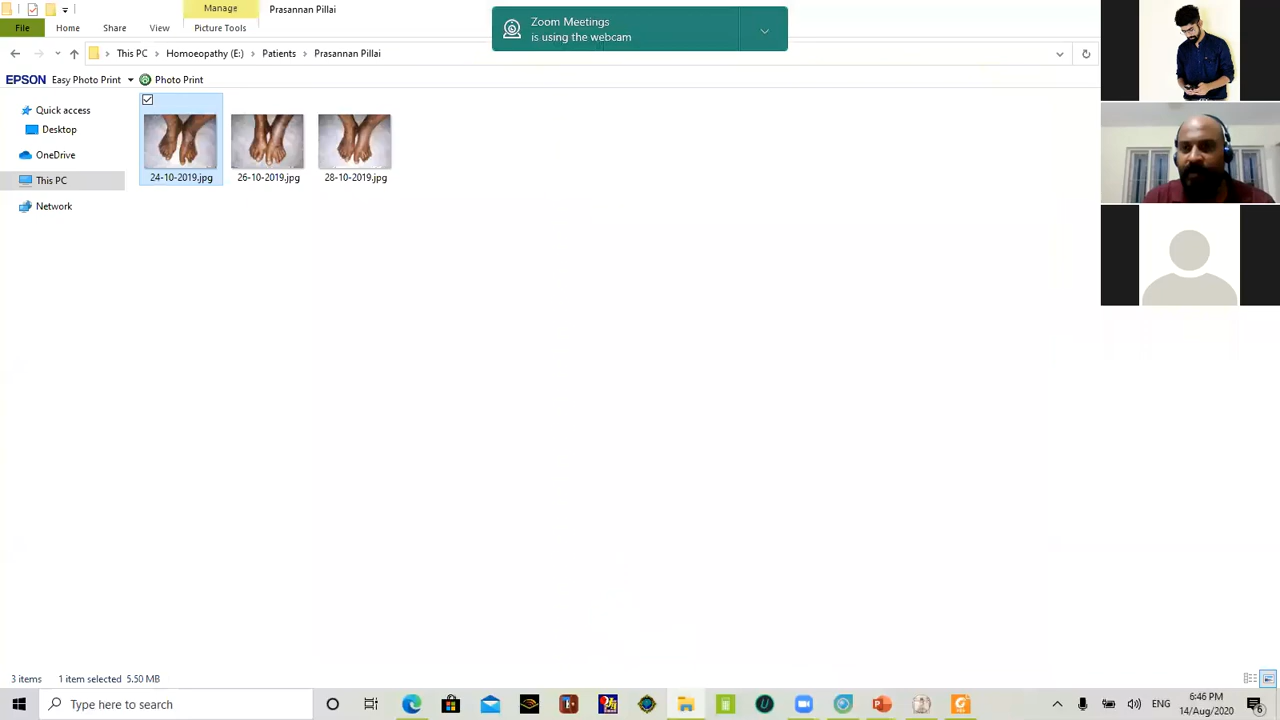 Manage
Prasannan Pillai
File
Home
Share
View
Picture Tools
Zoom Meetings
is using the webcam
This PC
Homoeopathy (E:)
Patients
Prasannan Pillai
EPSON
Easy Photo Print
Photo Print
Quick access
Desktop
OneDrive
This PC
Network
24-10-2019.jpg
26-10-2019.jpg
28-10-2019.jpg
3 items
1 item selected 5.50 MB
Type here to search
ENG
6:46 PM
14/Aug/2020
6